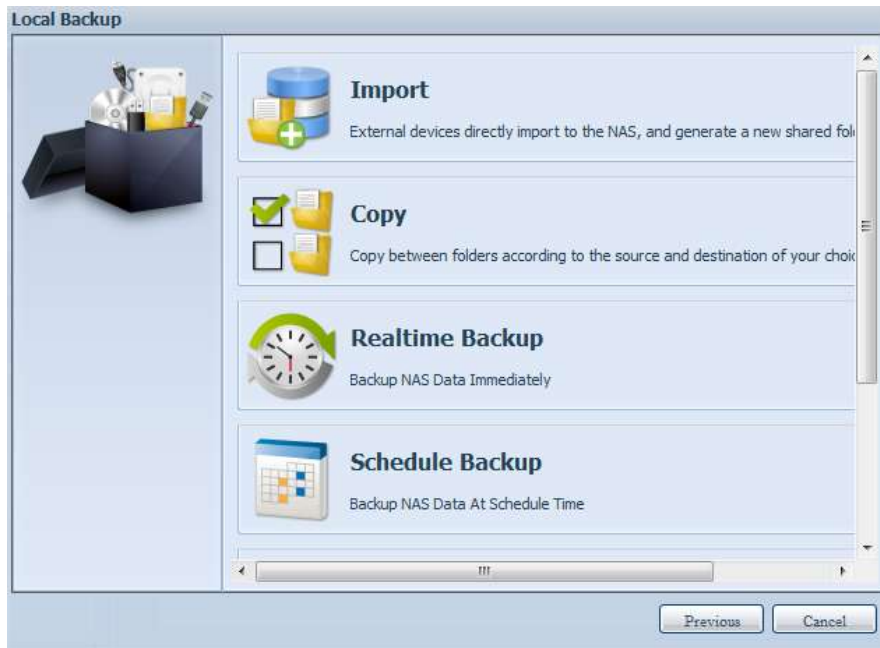 Local Backup
Import
External devices directly import to the NAS, and generate a new shared
Copy
Copy between folders according to the source and destination of your
Realtime Backup
Backup NAS Data Immediately
Schedule Backup
Backup NAS Data At Schedule Time
Previous
Cancel